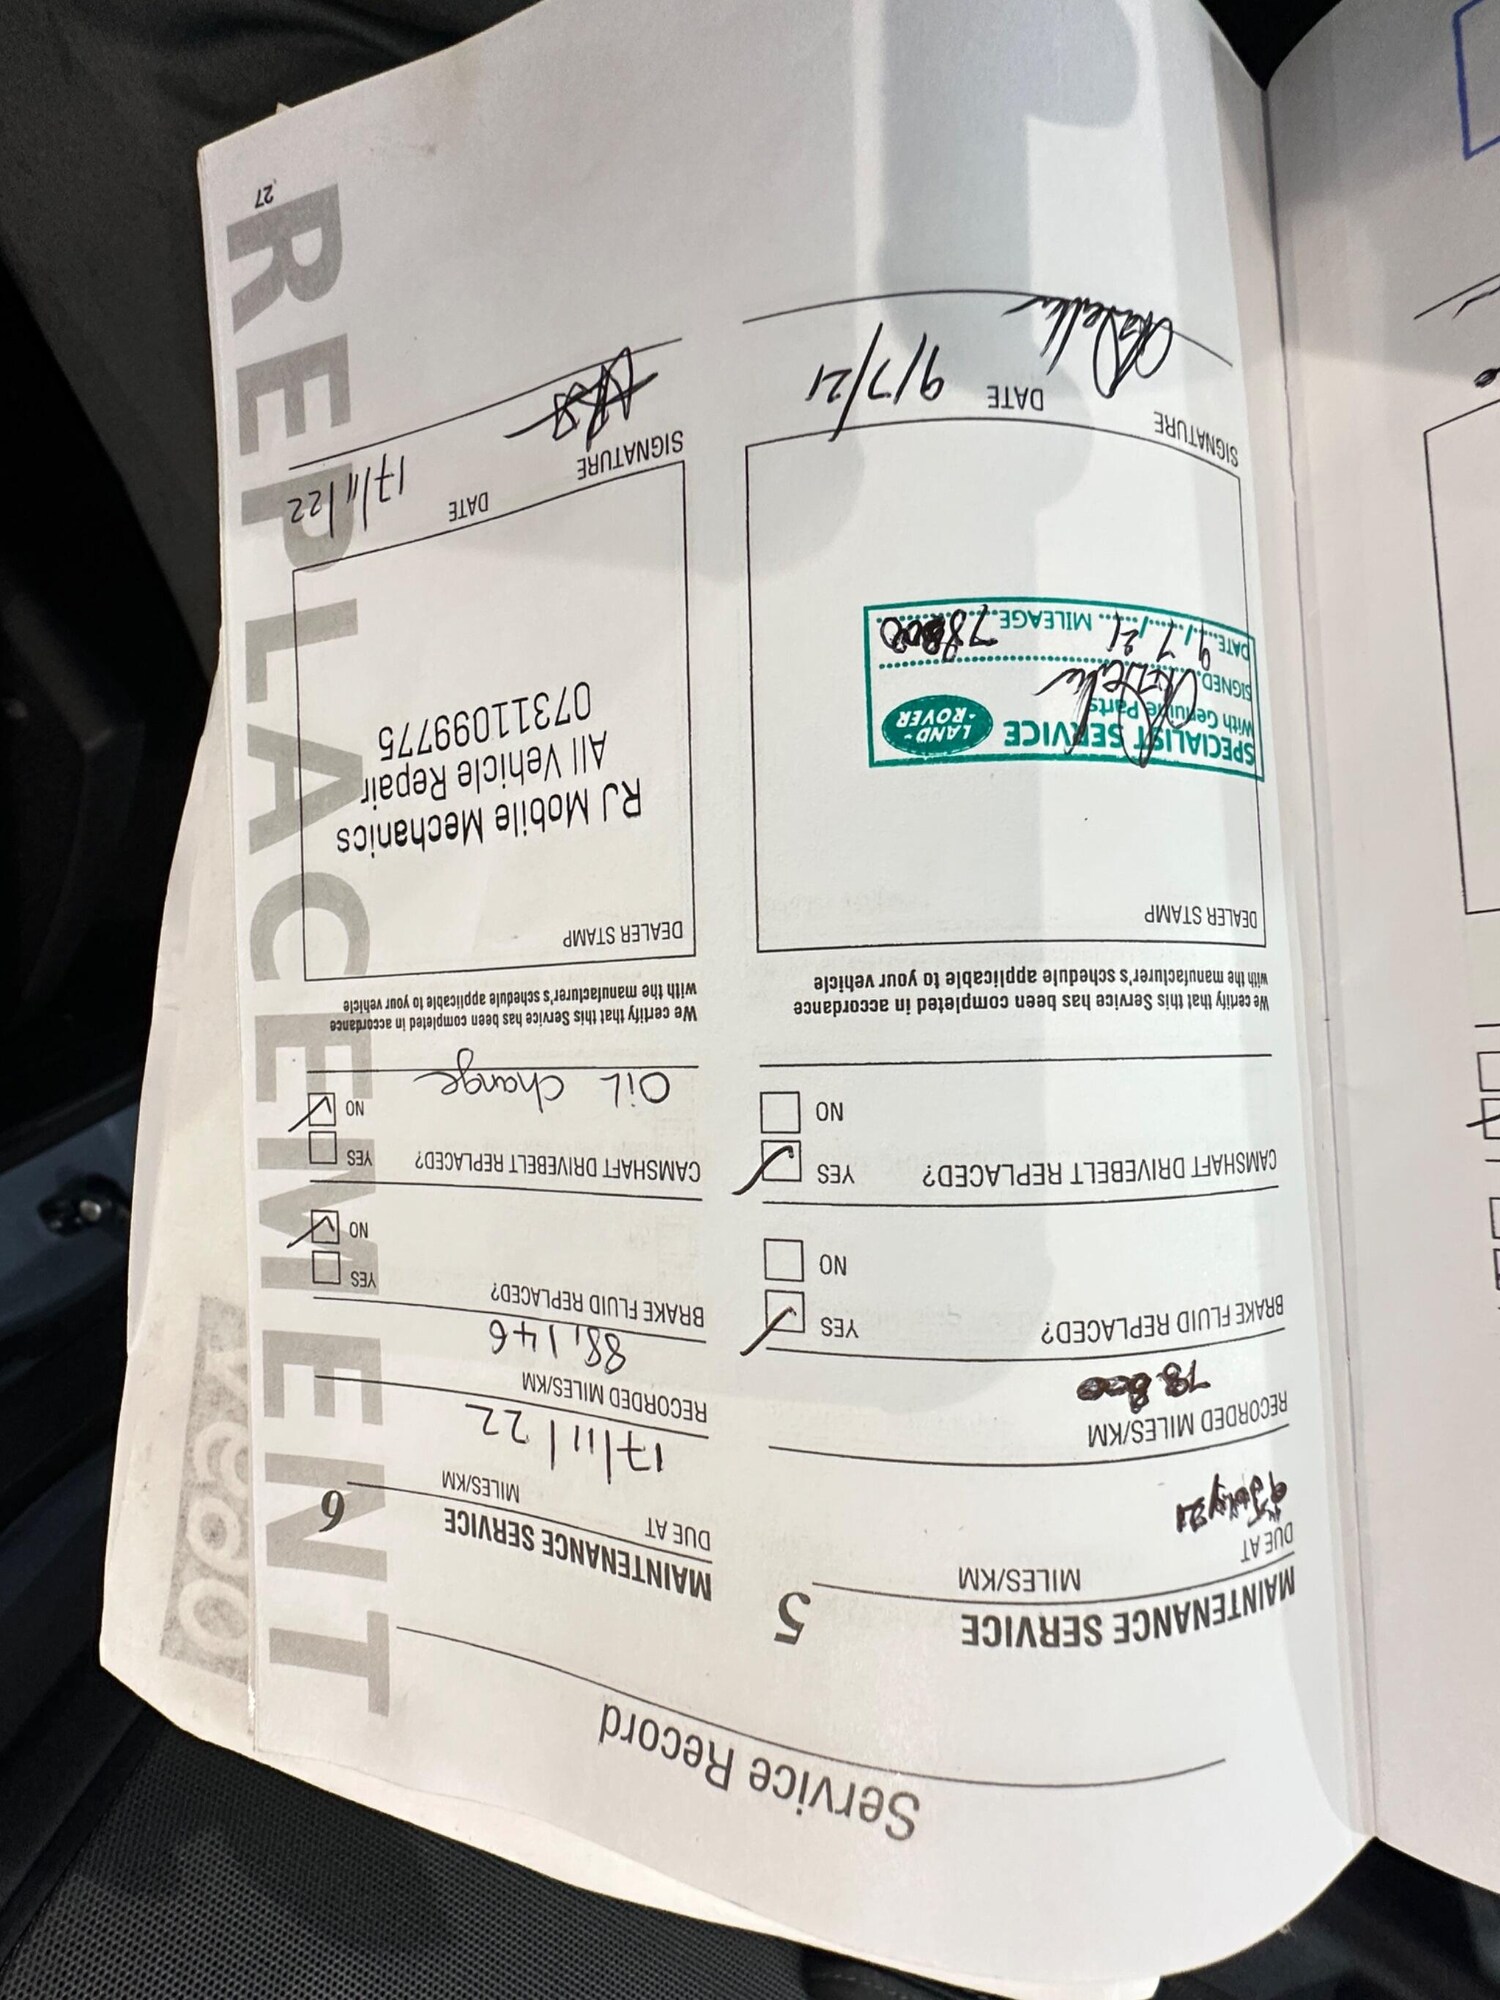 Service Record
MAINTENANCE SERVICE 5
DUE AT MILES/KM
9 July 21
RECORDED MILES/KM
78,800
BRAKE FLUID REPLACED?
YES
NO
CAMSHAFT DRIVEBELT REPLACED?
YES
NO
We certify that this Service has been completed in accordance
with the manufacturer's schedule applicable to your vehicle
DEALER STAMP
SPECIALIST SERVICE
With Genuine Parts
LAND-
ROVER
SIGNED
DATE 9/7/21 MILEAGE 78800
SIGNATURE DATE 9/7/21
MAINTENANCE SERVICE 6
DUE AT MILES/KM
17/11/22
RECORDED MILES/KM
88,146
BRAKE FLUID REPLACED?
YES
NO
CAMSHAFT DRIVEBELT REPLACED?
YES
NO
OiL change
We certify that this Service has been completed in accordance
with the manufacturer's schedule applicable to your vehicle
DEALER STAMP
RJ Mobile Mechanics
All Vehicle Repair
07311099775
SIGNATURE DATE 17/11/22
REPLACEMENT
27